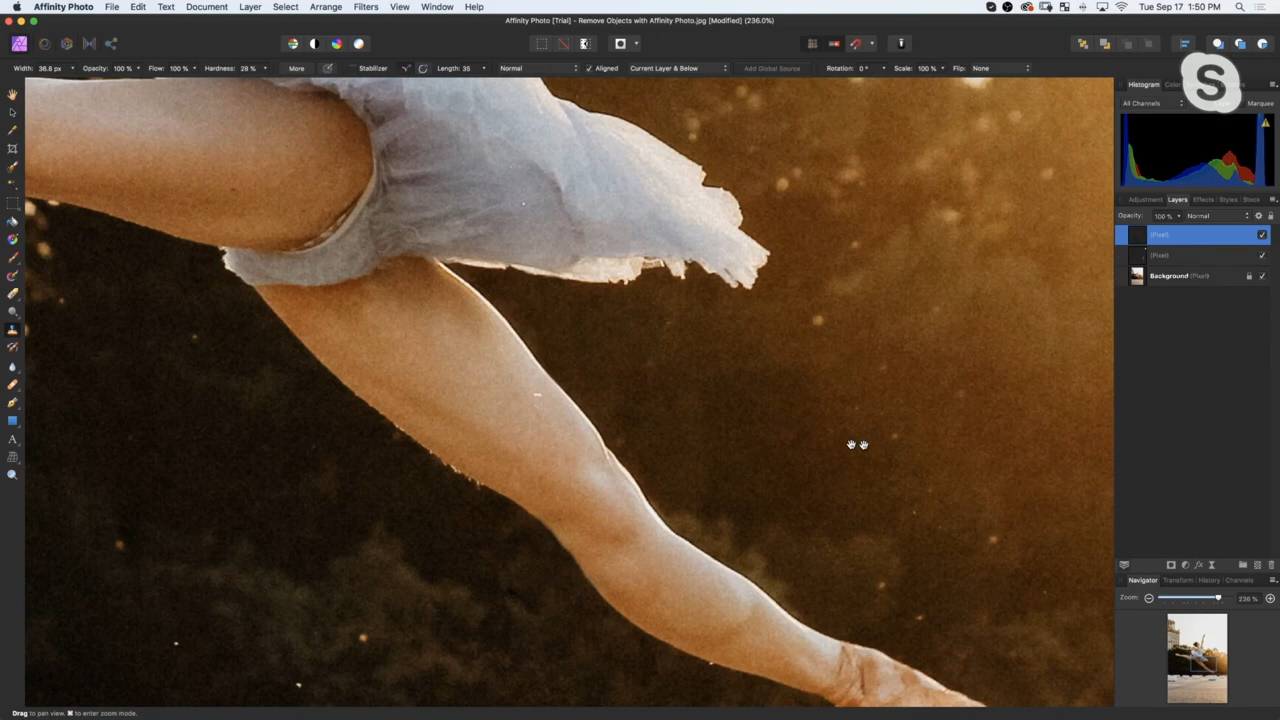 Affinity Photo File Edit Text Document Layer Select Arrange Filters View Window Help Tue Sep 17 1:50 PM
Affinity Photo [Trial] - Remove Objects with Affinity Photo.jpg [Modified] (236.0%)
Width: 36.8 px Opacity: 100 % Flow: 100 % Hardness: 28 % More Stabilizer Length: 35 Normal Aligned Current Layer & Below Add Global Source Rotation: 0 ° Scale: 100 % Flip: None
Histogram
All Channels Marquee
Adjustment Layers Effects Styles Stock
Opacity: 100 % Normal
(Pixel)
(Pixel)
Background (Pixel)
Navigator Transform History Channels
Zoom: 236 %
Drag to pan view. ⌘ to enter zoom mode.